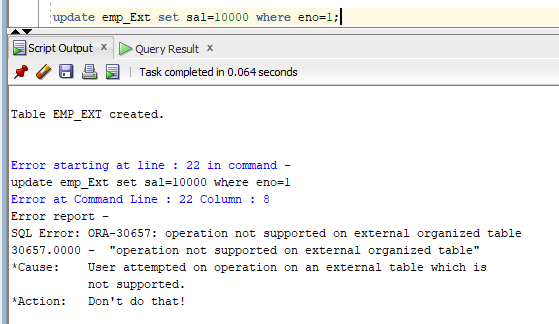 update emp_Ext set sal=10000 where eno=1;
Script Output x Query Result x
Task completed in 0.064 seconds
Table EMP_EXT created.
Error starting at line : 22 in command -
update emp_Ext set sal=10000 where eno=1
Error at Command Line : 22 Column : 8
Error report -
SQL Error: ORA-30657: operation not supported on external organized table
30657.0000 -  "operation not supported on external organized table"
*Cause:    User attempted on operation on an external table which is
           not supported.
*Action:   Don't do that!